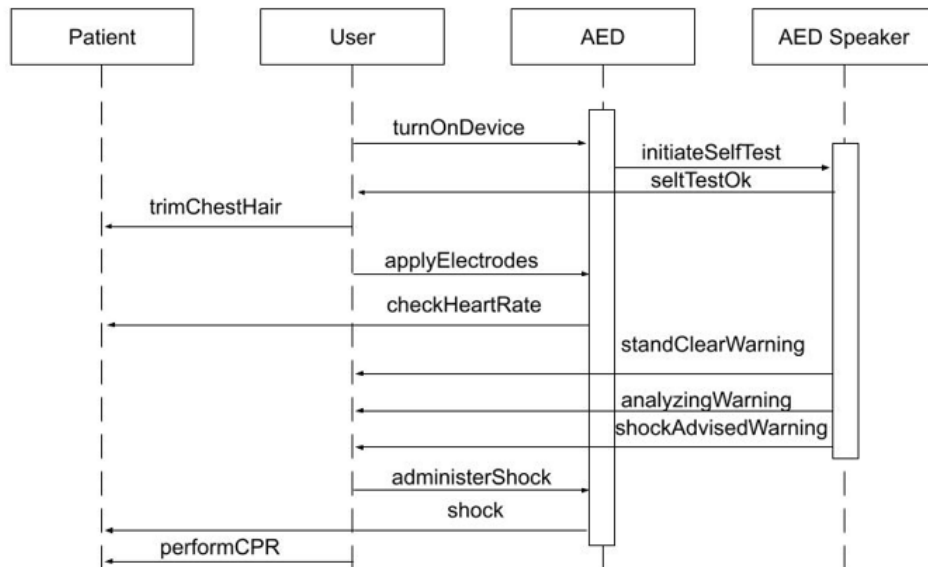 Patient
User
AED
AED Speaker
turnOnDevice
initiateSelfTest
seltTestOk
trimChestHair
applyElectrodes
checkHeartRate
standClearWarning
analyzingWarning
shockAdvisedWarning
administerShock
shock
performCPR